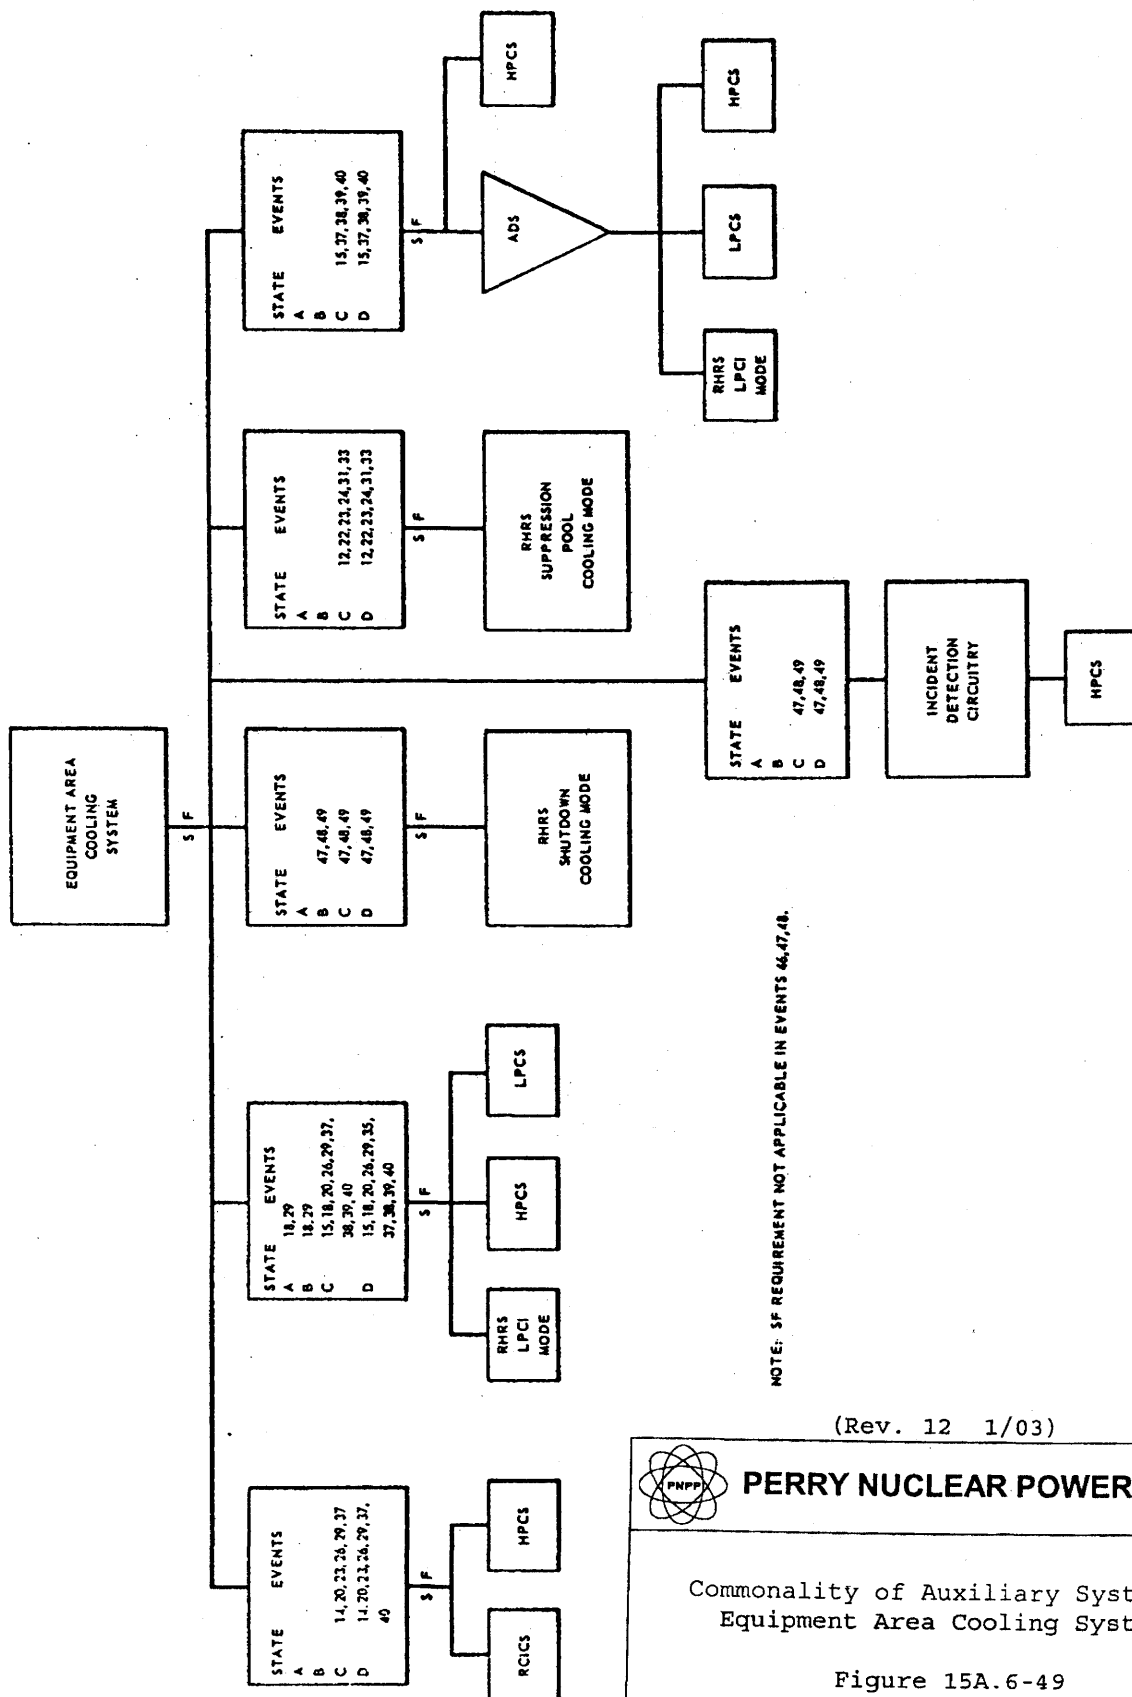 EQUIPMENT AREA
COOLING
SYSTEM
S F
STATE EVENTS
A
B
C 14,20,23,26,29,37
D 14,20,23,26,29,37,
40
S F
RCICS
HPCS
STATE EVENTS
A 18,29
B 18,29
C 15,18,20,26,29,37,
38,39,40
D 15,18,20,26,29,35,
37,38,39,40
S F
RHRS
LPCI
MODE
HPCS
LPCS
STATE EVENTS
A
B 47,48,49
C 47,48,49
D 47,48,49
S F
RHRS
SHUTDOWN
COOLING MODE
STATE EVENTS
A
B
C 47,48,49
D 47,48,49
INCIDENT
DETECTION
CIRCUITRY
HPCS
STATE EVENTS
A
B
C 12,22,23,24,31,33
D 12,22,23,24,31,33
S F
RHRS
SUPPRESSION
POOL
COOLING MODE
STATE EVENTS
A
B
C 15,37,38,39,40
D 15,37,38,39,40
S F
HPCS
ADS
RHRS
LPCI
MODE
LPCS
HPCS
NOTE: SF REQUIREMENT NOT APPLICABLE IN EVENTS 46,47,48.
(Rev. 12 1/03)
PNPP
PERRY NUCLEAR POWER
Commonality of Auxiliary Syst
Equipment Area Cooling Syst
Figure 15A.6-49